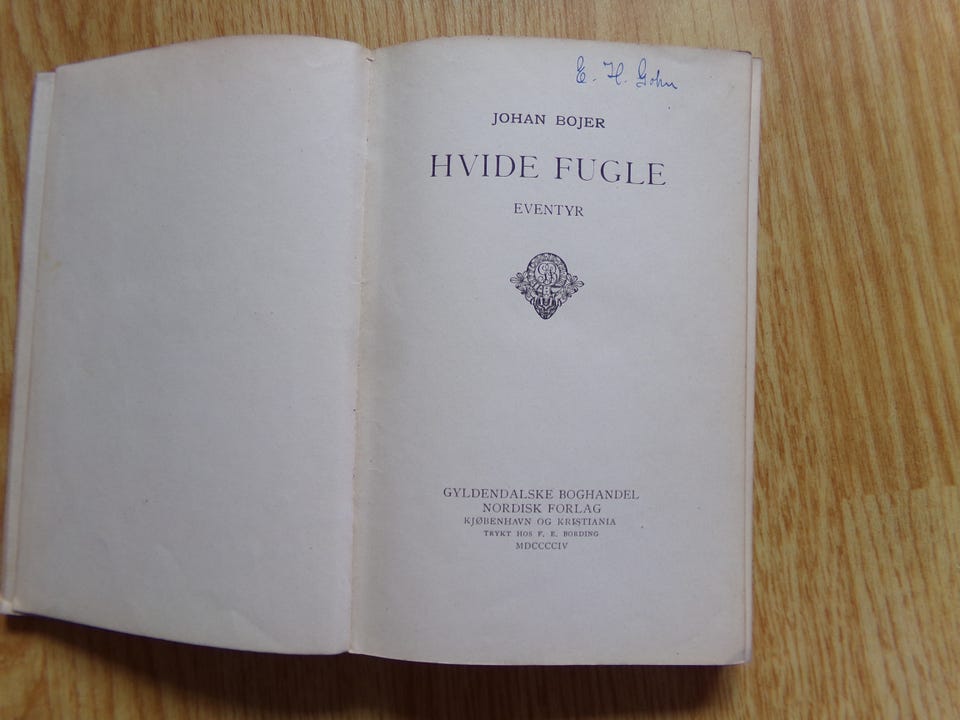 E. H. Gohn
JOHAN BOJER
HVIDE FUGLE
EVENTYR
GYLDENDALSKE BOGHANDEL
NORDISK FORLAG
KJØBENHAVN OG KRISTIANIA
TRYKT HOS F. E. BORDING
MDCCCCIV